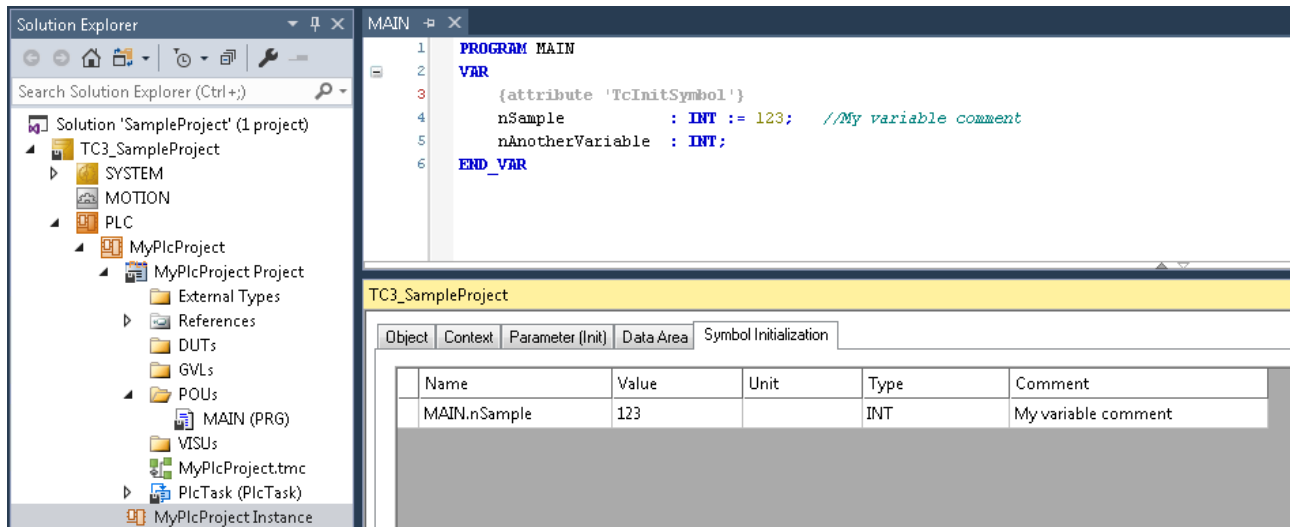 Solution Explorer
Search Solution Explorer (Ctrl+;)
Solution 'SampleProject' (1 project)
TC3_SampleProject
SYSTEM
MOTION
PLC
MyPlcProject
MyPlcProject Project
External Types
References
DUTs
GVLs
POUs
MAIN (PRG)
VISUs
MyPlcProject.tmc
PlcTask (PlcTask)
MyPlcProject Instance
MAIN
1 PROGRAM MAIN
2 VAR
3 {attribute 'TcInitSymbol'}
4 nSample : INT := 123; //My variable comment
5 nAnotherVariable : INT;
6 END_VAR
TC3_SampleProject
Object Context Parameter (Init) Data Area Symbol Initialization
Name Value Unit Type Comment
MAIN.nSample 123 INT My variable comment